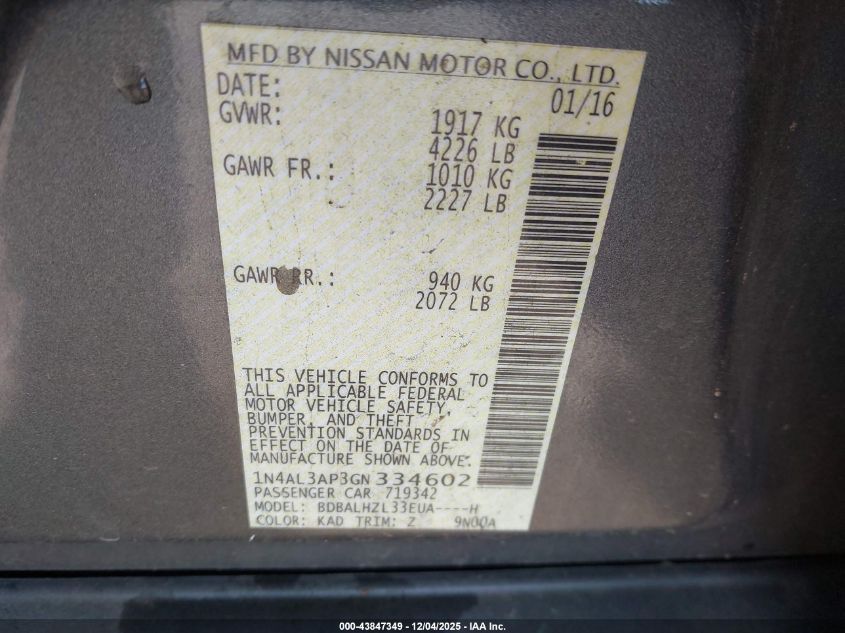 MFD BY NISSAN MOTOR CO., LTD.
DATE: 01/16
GVWR: 1917 KG
4226 LB
GAWR FR.: 1010 KG
2227 LB
GAWR RR.: 940 KG
2072 LB
THIS VEHICLE CONFORMS TO
ALL APPLICABLE FEDERAL
MOTOR VEHICLE SAFETY,
BUMPER, AND THEFT
PREVENTION STANDARDS IN
EFFECT ON THE DATE OF
MANUFACTURE SHOWN ABOVE.
1N4AL3AP3GN334602
PASSENGER CAR 719342
MODEL: BDBALHZL33EUA----H
COLOR: KAD TRIM: Z 9N00A
000-43847349 - 12/04/2025 - IAA Inc.